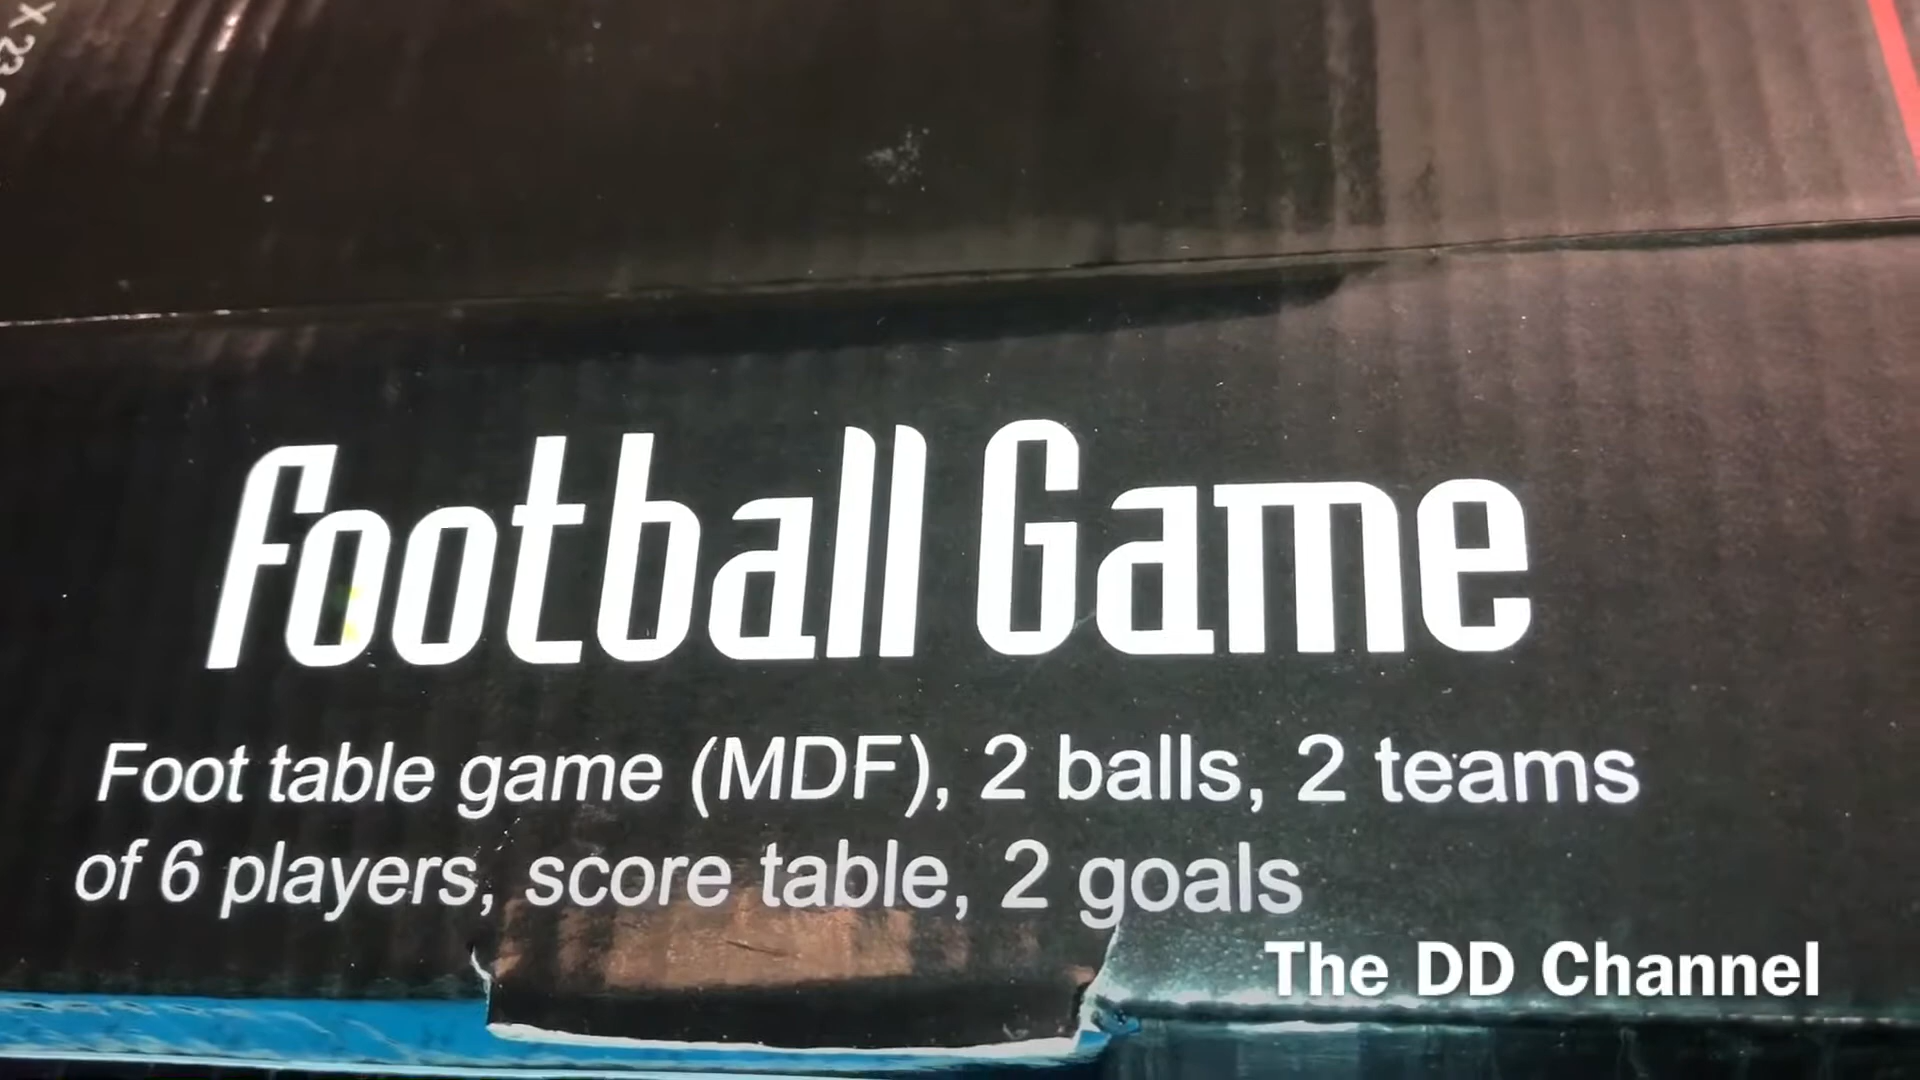 Football Game
Foot table game (MDF), 2 balls, 2 teams
of 6 players, score table, 2 goals
The DD Channel